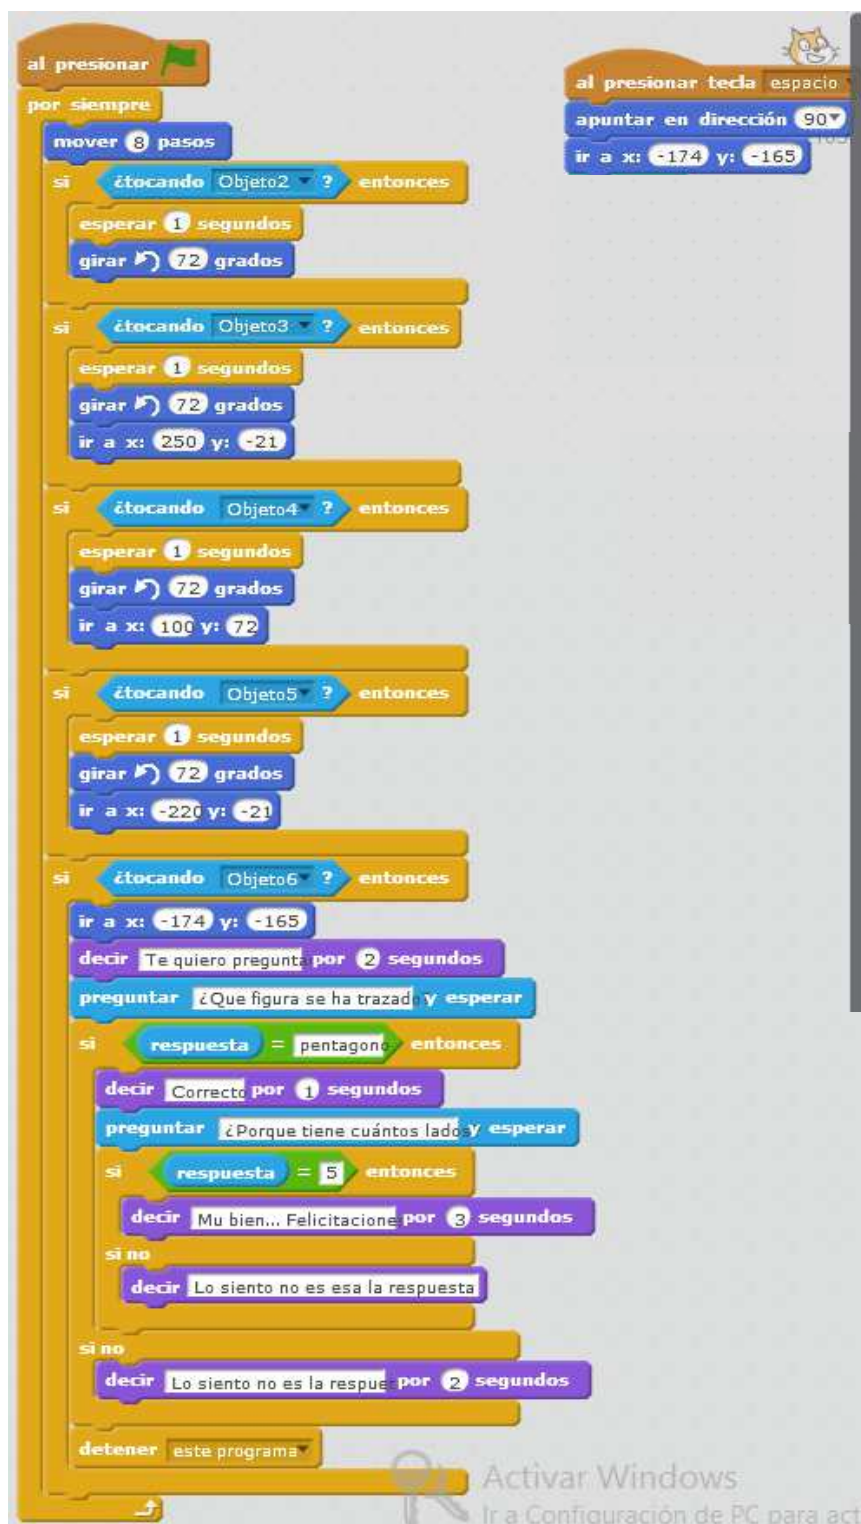 al presionar
por siempre
mover 8 pasos
si ¿tocando Objeto2 ? entonces
esperar 1 segundos
girar 72 grados
si ¿tocando Objeto3 ? entonces
esperar 1 segundos
girar 72 grados
ir a x: 250 y: -21
si ¿tocando Objeto4 ? entonces
esperar 1 segundos
girar 72 grados
ir a x: 100 y: 72
si ¿tocando Objeto5 ? entonces
esperar 1 segundos
girar 72 grados
ir a x: -220 y: -21
si ¿tocando Objeto6 ? entonces
ir a x: -174 y: -165
decir Te quiero pregunta por 2 segundos
preguntar ¿Que figura se ha trazado y esperar
si respuesta = pentagono entonces
decir Correcto por 1 segundos
preguntar ¿Porque tiene cuántos lados y esperar
si respuesta = 5 entonces
decir Mu bien... Felicitacione por 3 segundos
si no
decir Lo siento no es esa la respuesta
si no
decir Lo siento no es la respue por 2 segundos
detener este programa
al presionar tecla espacio
apuntar en dirección 90
ir a x: -174 y: -165
Activar Windows
Ir a Configuración de PC para act